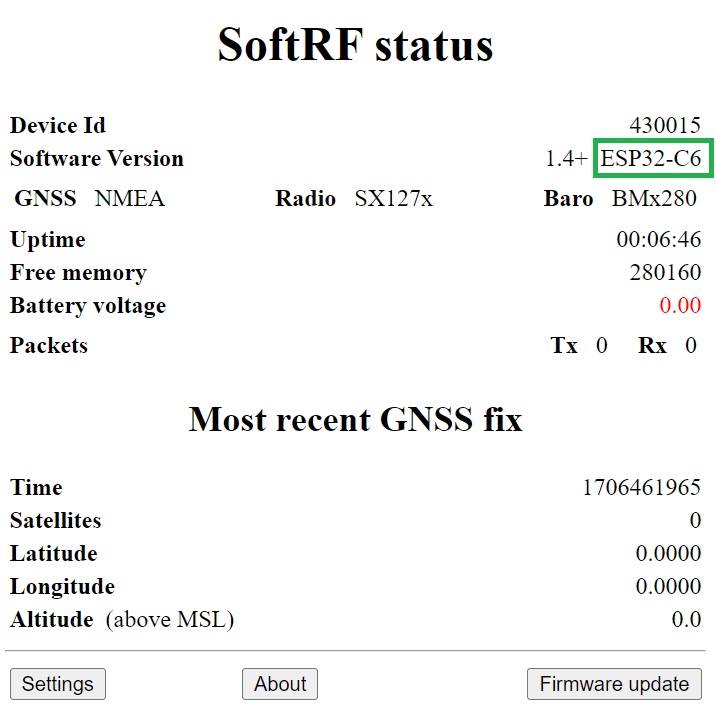 SoftRF status
Device Id 430015
Software Version 1.4+ ESP32-C6
GNSS NMEA Radio SX127x Baro BMx280
Uptime 00:06:46
Free memory 280160
Battery voltage 0.00
Packets Tx 0 Rx 0
Most recent GNSS fix
Time 1706461965
Satellites 0
Latitude 0.0000
Longitude 0.0000
Altitude (above MSL) 0.0
Settings About Firmware update